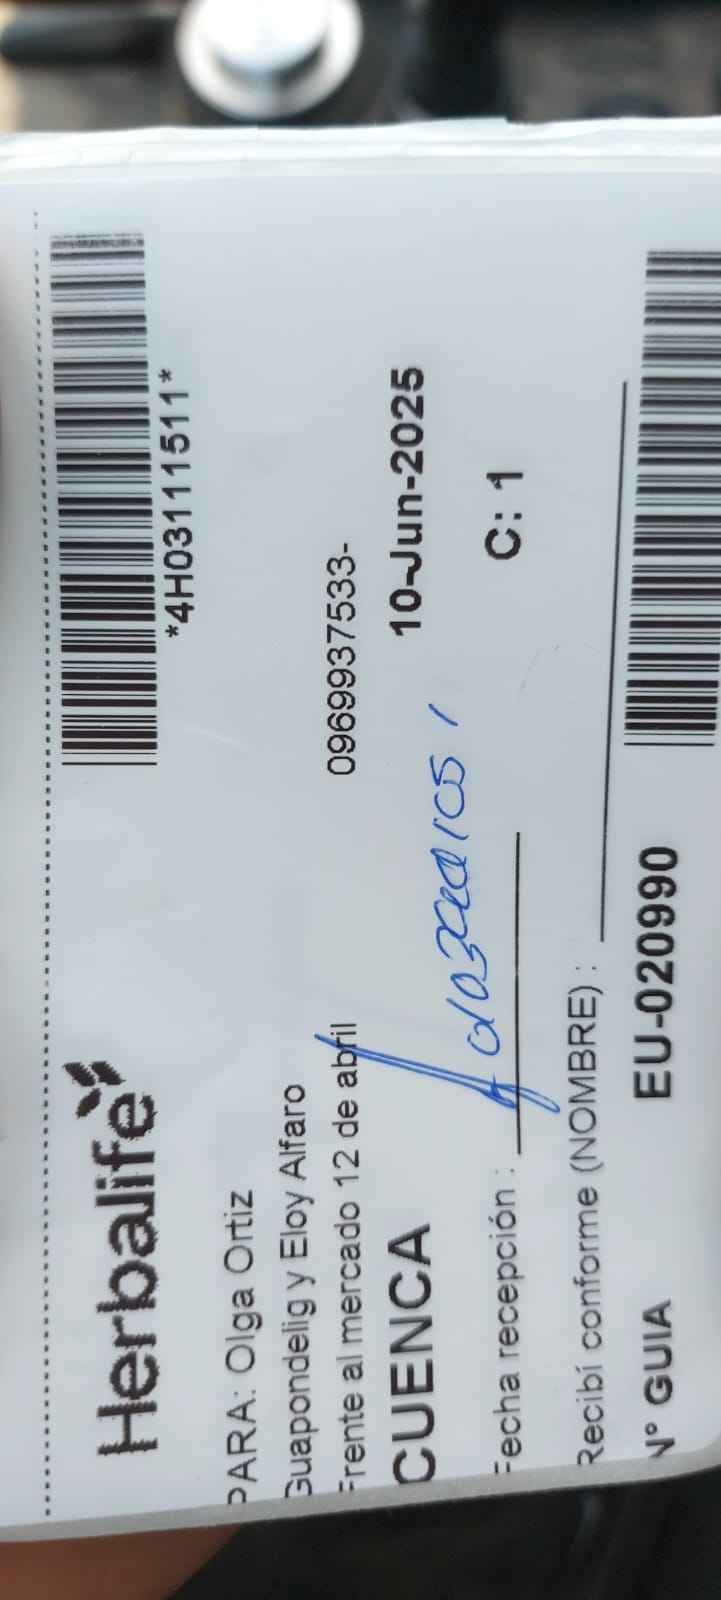 Herbalife
*4H03111511*
PARA: Olga Ortiz
Guapondelig y Eloy Alfaro
Frente al mercado 12 de abril
0969937533-
CUENCA 10-Jun-2025
Fecha recepción : C: 1
Recibí conforme (NOMBRE) :
Nº GUIA EU-020990